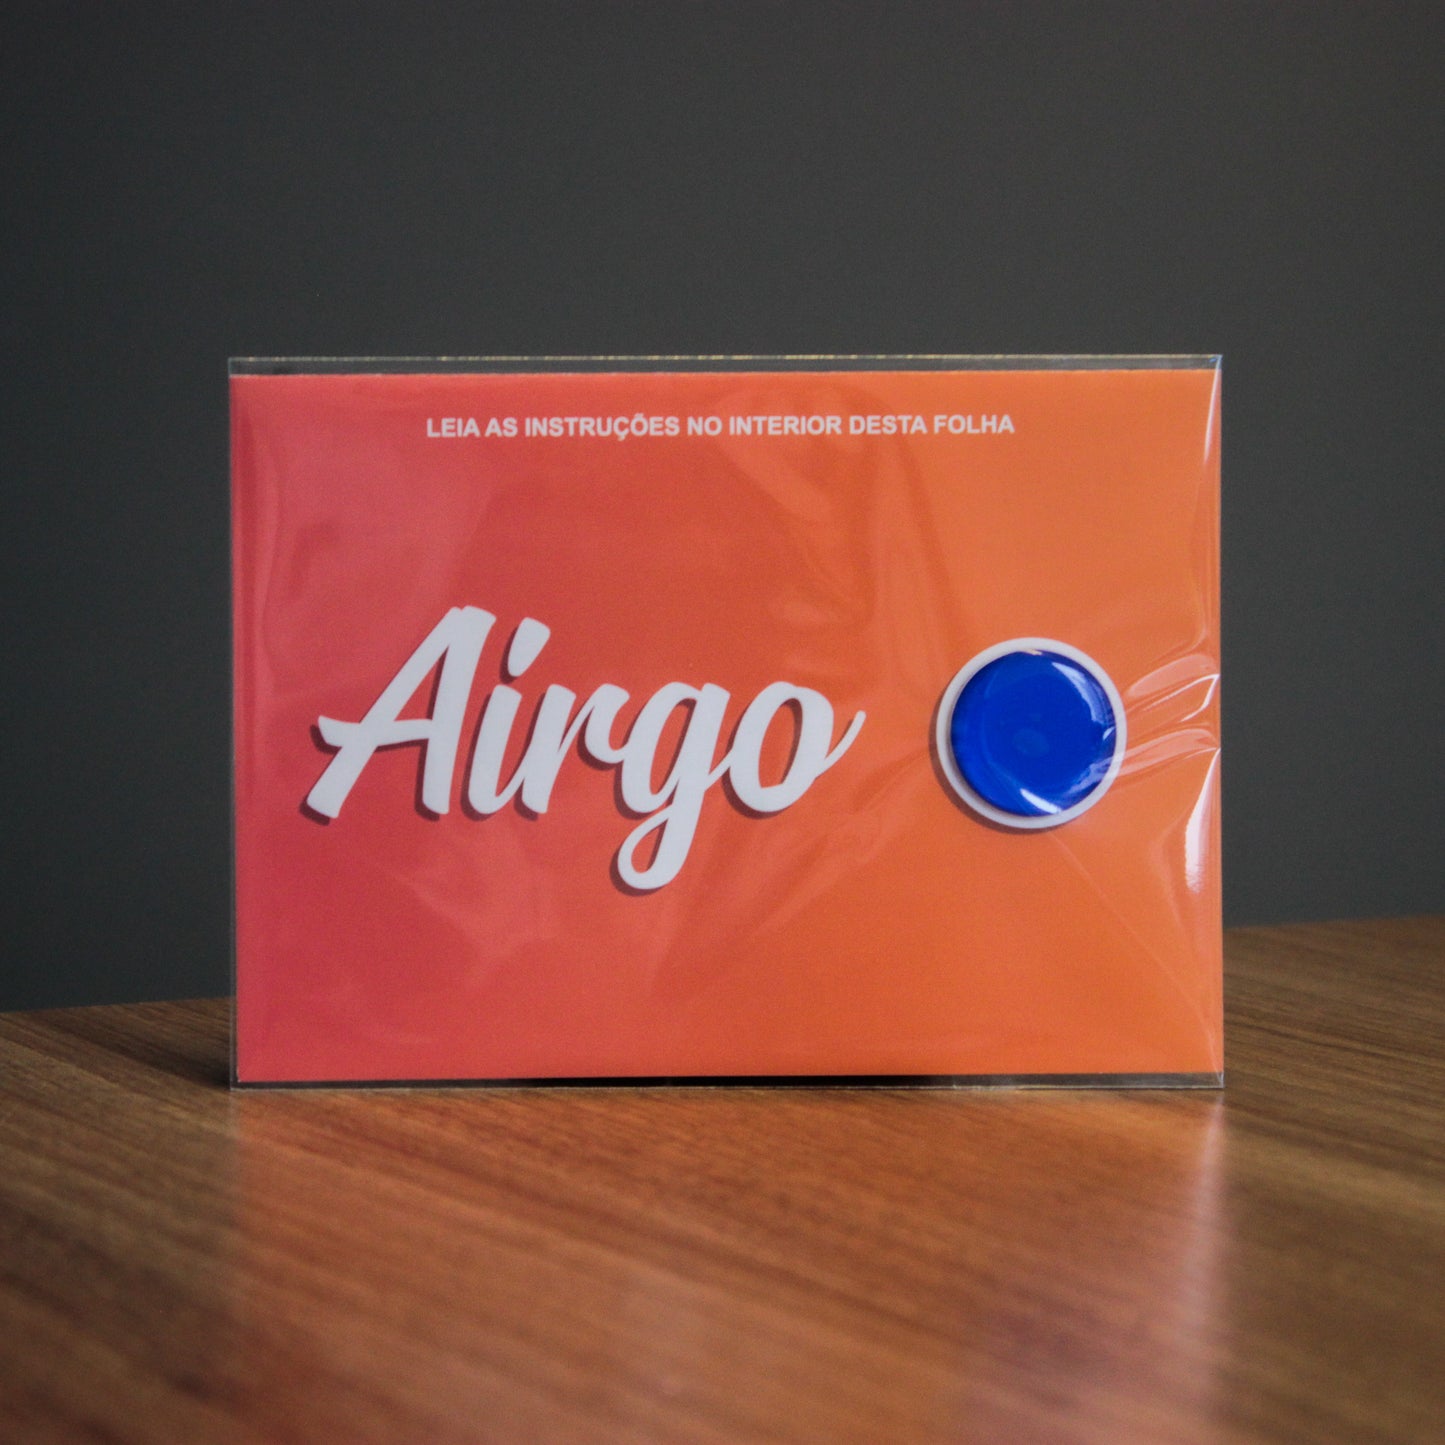 LEIA AS INSTRUÇÕES NO INTERIOR DESTA FOLHA
Airgo